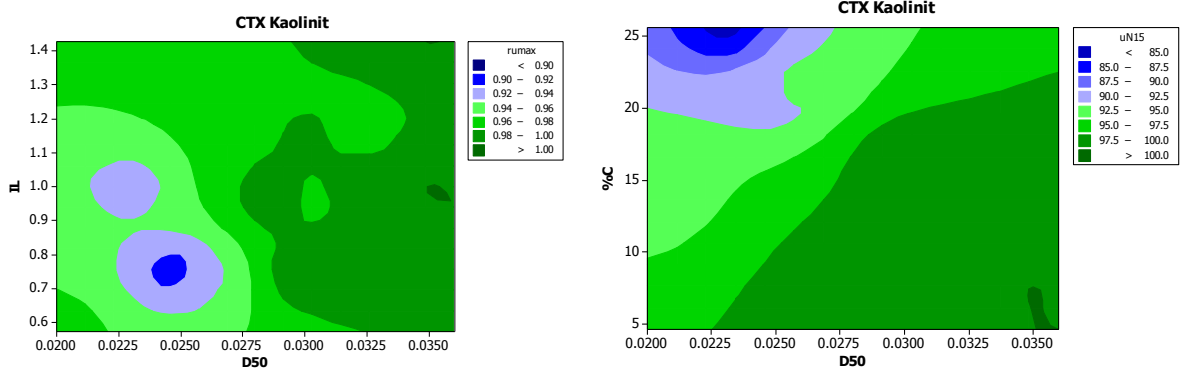 CTX Kaolinit
IL
1.4
1.3
1.2
1.1
1.0
0.9
0.8
0.7
0.6
0.0200 0.0225 0.0250 0.0275 0.0300 0.0325 0.0350
D50
rumax
< 0.90
0.90 – 0.92
0.92 – 0.94
0.94 – 0.96
0.96 – 0.98
0.98 – 1.00
> 1.00
CTX Kaolinit
%C
25
20
15
10
5
0.0200 0.0225 0.0250 0.0275 0.0300 0.0325 0.0350
D50
uN15
< 85.0
85.0 – 87.5
87.5 – 90.0
90.0 – 92.5
92.5 – 95.0
95.0 – 97.5
97.5 – 100.0
> 100.0